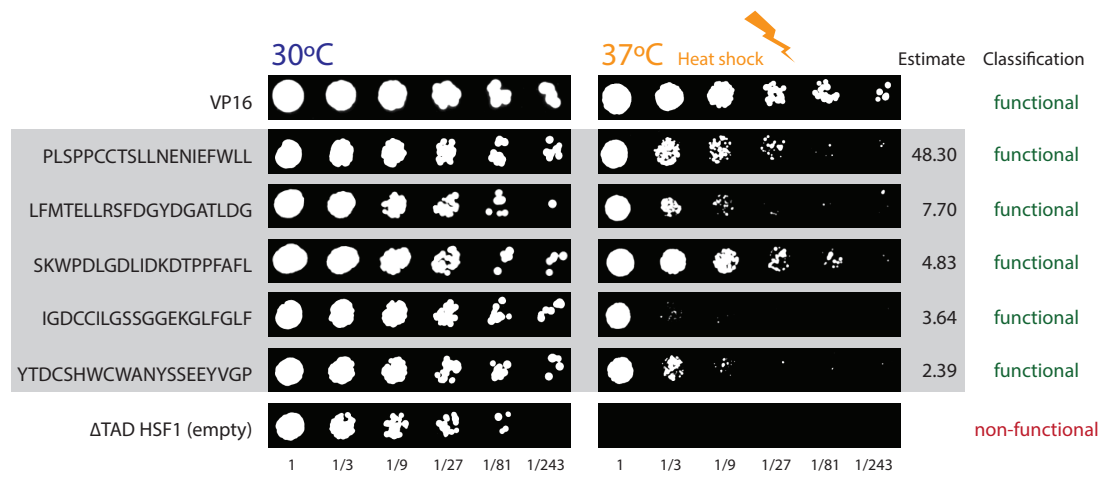 30ºC 37ºC Heat shock Estimate Classification
VP16 functional
PLSPPCCTSLLNENIEFWLL 48.30 functional
LFMTELLRSFDGYDGATLDG 7.70 functional
SKWPDLGDLIDKDTPPFAFL 4.83 functional
IGDCCILGSSGGEKGLFGLF 3.64 functional
YTDCSHWCWANYSSEEYVGP 2.39 functional
ΔTAD HSF1 (empty) non-functional
1 1/3 1/9 1/27 1/81 1/243 1 1/3 1/9 1/27 1/81 1/243